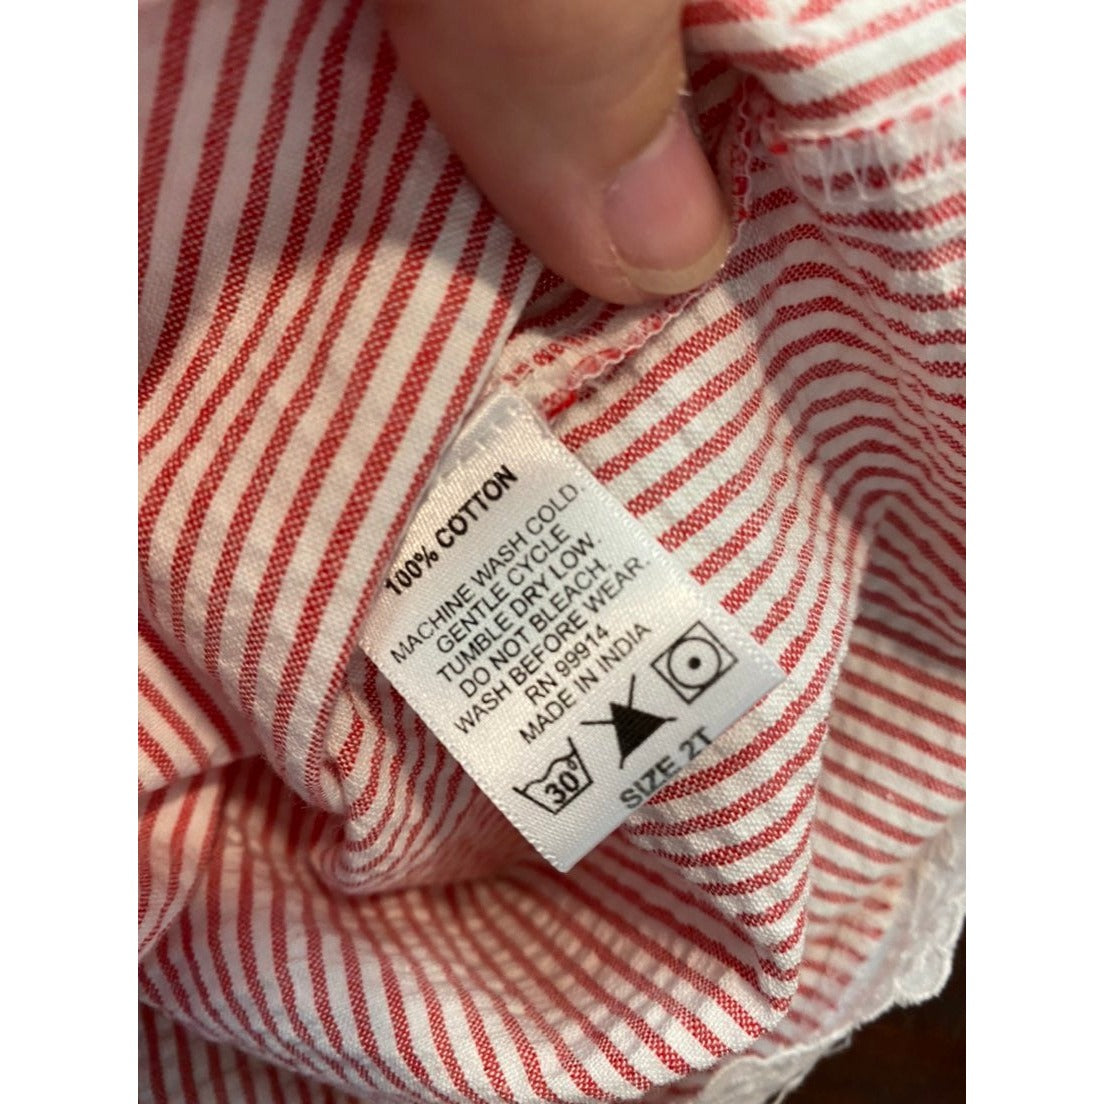 100% COTTON
MACHINE WASH COLD.
GENTLE CYCLE
TUMBLE DRY LOW.
DO NOT BLEACH.
WASH BEFORE WEAR.
RN 99914
MADE IN INDIA
30°
SIZE 2T